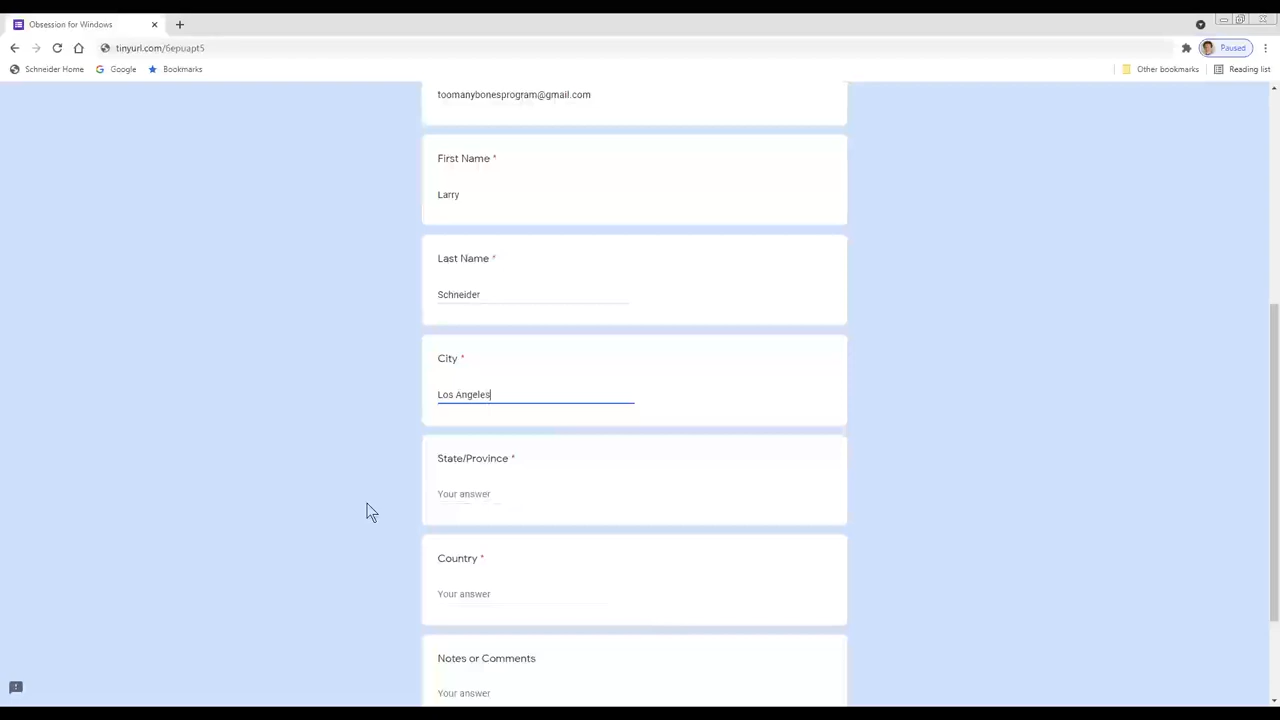 Obsession for Windows
tinyurl.com/6epuapt5
Paused
Schneider Home
Google
Bookmarks
Other bookmarks
Reading list
toomanybonesprogram@gmail.com
First Name *
Larry
Last Name *
Schneider
City *
Los Angeles
State/Province *
Your answer
Country *
Your answer
Notes or Comments
Your answer